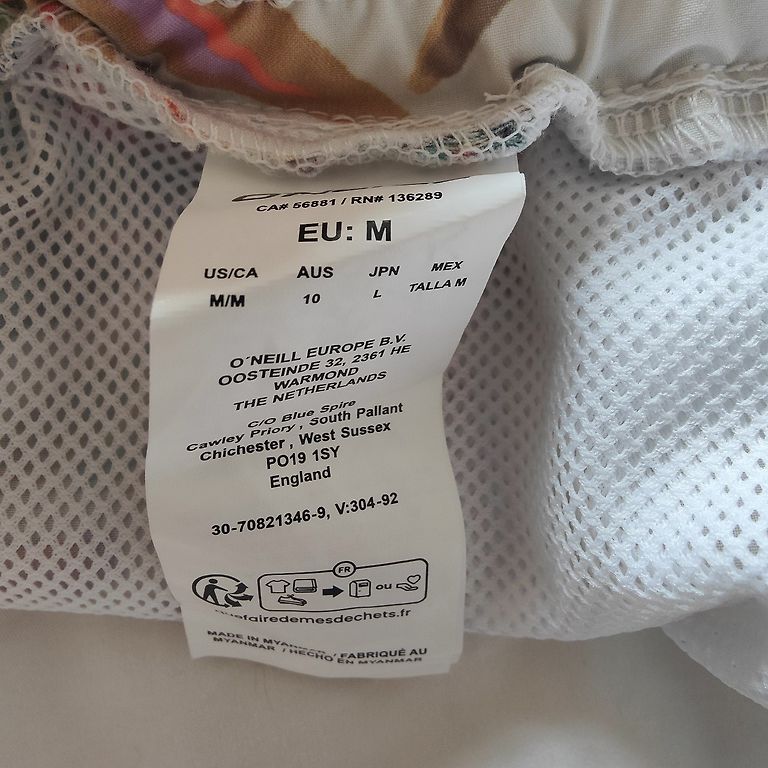 CA# 56881 / RN# 136289
EU: M
US/CA AUS JPN MEX
M/M 10 L TALLA M
O´NEILL EUROPE B.V.
OOSTEINDE 32, 2361 HE
WARMOND
THE NETHERLANDS
C/O Blue Spire
Cawley Priory , South Pallant
Chichester , West Sussex
PO19 1SY
England
30-70821346-9, V:304-92
FR
ou
quefairedemesdechets.fr
MADE IN MYANMAR / FABRIQUÉ AU
MYANMAR / HECHO EN MYANMAR